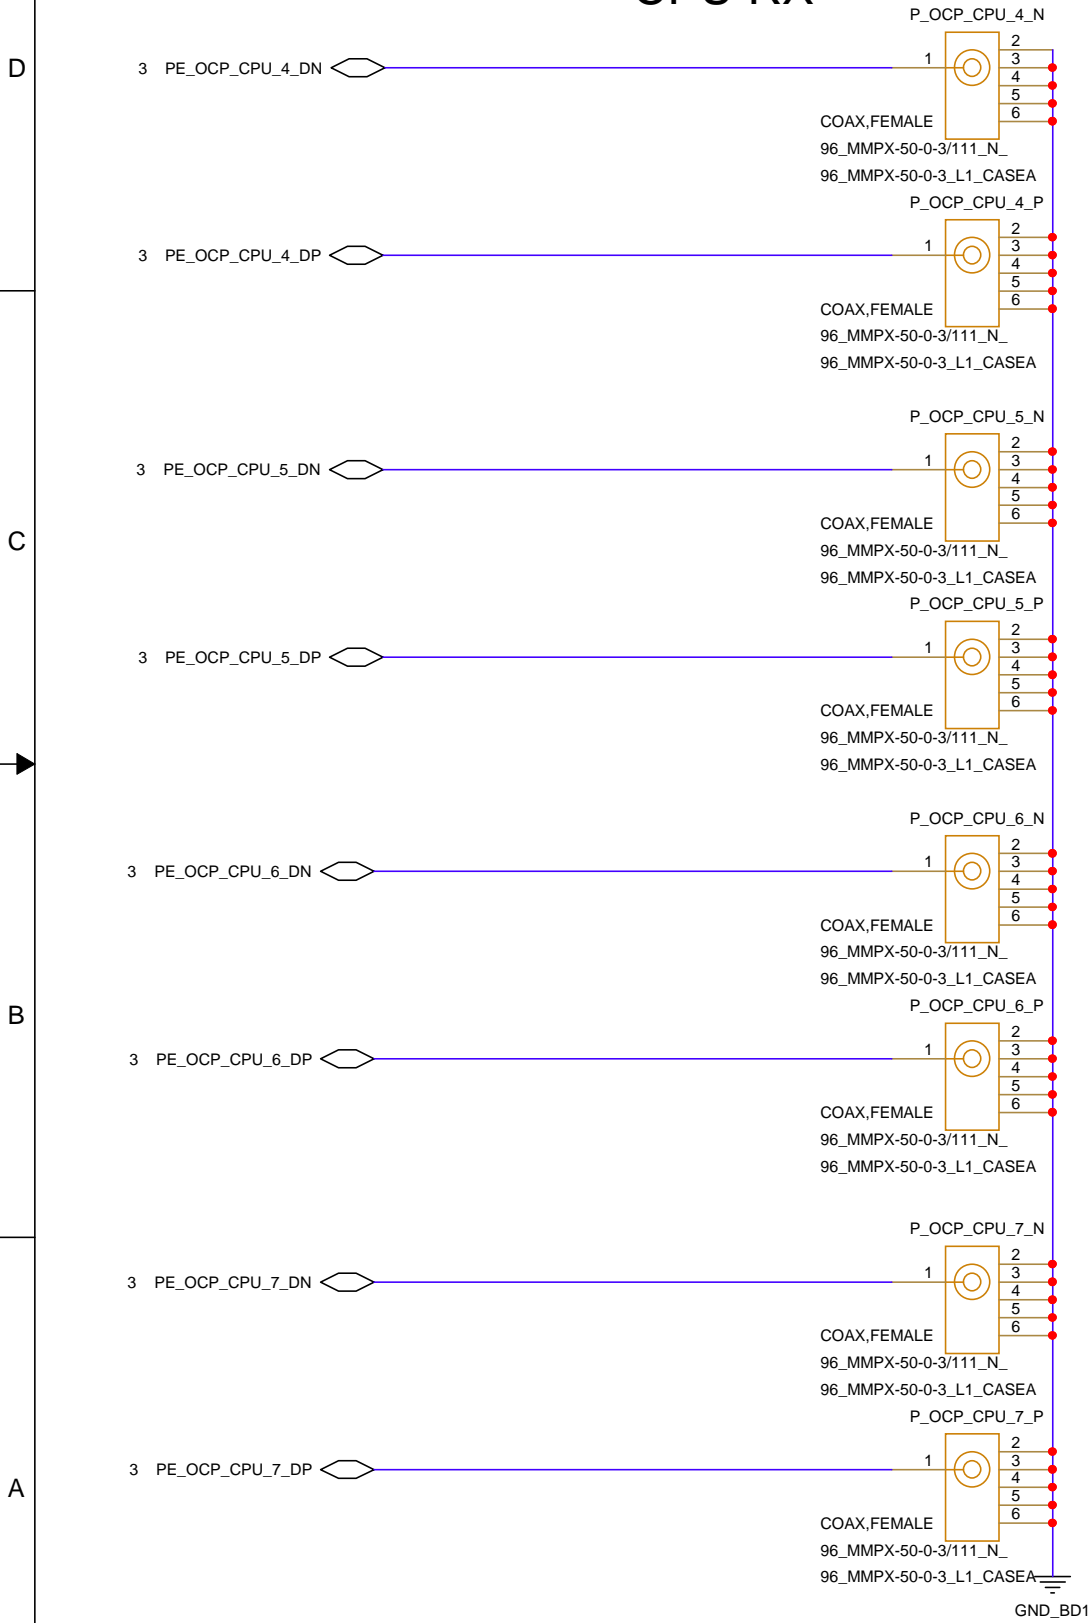 CPU RX
P_OCP_CPU_4_N
D
3 PE_OCP_CPU_4_DN
1
2
3
4
5
6
COAX,FEMALE
96_MMPX-50-0-3/111_N_
96_MMPX-50-0-3_L1_CASEA
P_OCP_CPU_4_P
3 PE_OCP_CPU_4_DP
1
2
3
4
5
6
COAX,FEMALE
96_MMPX-50-0-3/111_N_
96_MMPX-50-0-3_L1_CASEA
P_OCP_CPU_5_N
3 PE_OCP_CPU_5_DN
1
2
3
4
5
6
COAX,FEMALE
C
96_MMPX-50-0-3/111_N_
96_MMPX-50-0-3_L1_CASEA
P_OCP_CPU_5_P
3 PE_OCP_CPU_5_DP
1
2
3
4
5
6
COAX,FEMALE
96_MMPX-50-0-3/111_N_
96_MMPX-50-0-3_L1_CASEA
P_OCP_CPU_6_N
3 PE_OCP_CPU_6_DN
1
2
3
4
5
6
COAX,FEMALE
96_MMPX-50-0-3/111_N_
96_MMPX-50-0-3_L1_CASEA
P_OCP_CPU_6_P
B
3 PE_OCP_CPU_6_DP
1
2
3
4
5
6
COAX,FEMALE
96_MMPX-50-0-3/111_N_
96_MMPX-50-0-3_L1_CASEA
P_OCP_CPU_7_N
3 PE_OCP_CPU_7_DN
1
2
3
4
5
6
COAX,FEMALE
96_MMPX-50-0-3/111_N_
96_MMPX-50-0-3_L1_CASEA
P_OCP_CPU_7_P
3 PE_OCP_CPU_7_DP
1
2
3
4
5
6
A
COAX,FEMALE
96_MMPX-50-0-3/111_N_
96_MMPX-50-0-3_L1_CASEA
GND_BD1